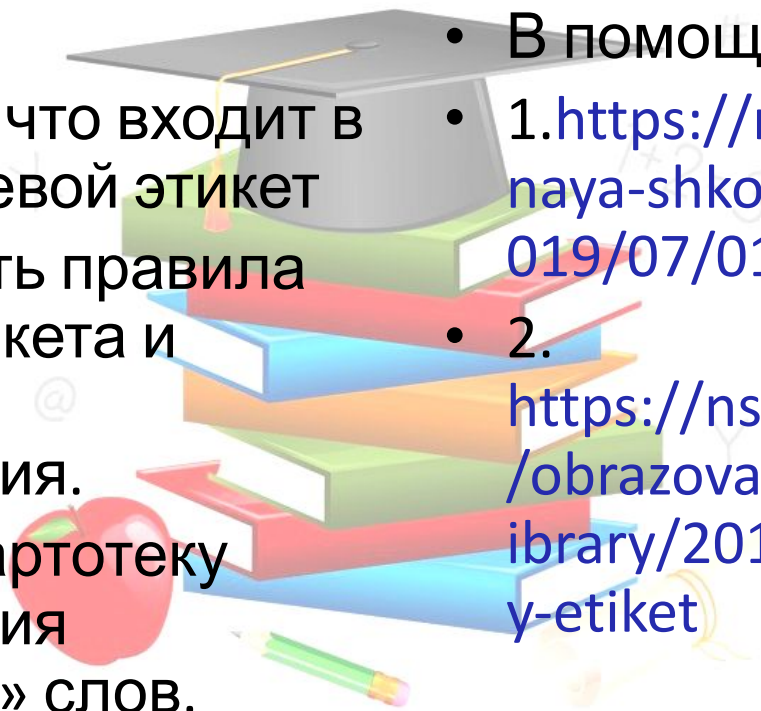 что входит в
евой этикет
ть правила
кета и
ия.
артотеку
ия
» слов.
• В помощ
• 1.https://
naya-shko
019/07/01
• 2.
https://ns
/obrazova
ibrary/201
y-etiket